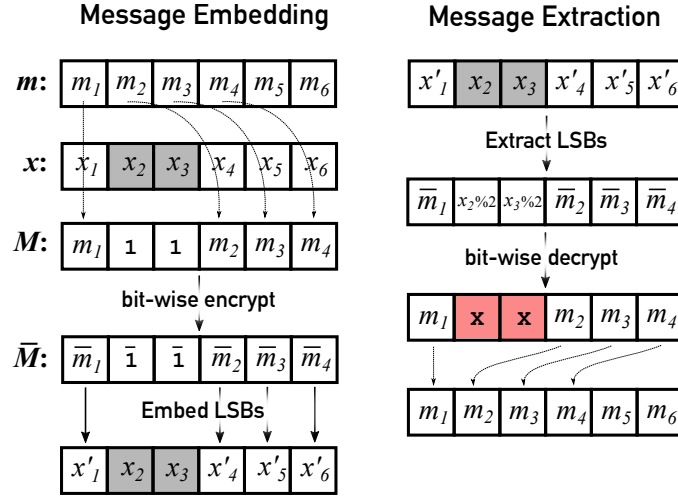 Message Embedding
m: m₁ m₂ m₃ m₄ m₅ m₆
x: x₁ x₂ x₃ x₄ x₅ x₆
M: m₁ 1 1 m₂ m₃ m₄
bit-wise encrypt
M̅: m̅₁ 1̅ 1̅ m̅₂ m̅₃ m̅₄
Embed LSBs
x'₁ x₂ x₃ x'₄ x'₅ x'₆
Message Extraction
x'₁ x₂ x₃ x'₄ x'₅ x'₆
Extract LSBs
m̅₁ x₂%2 x₃%2 m̅₂ m̅₃ m̅₄
bit-wise decrypt
m₁ x x m₂ m₃ m₄
m₁ m₂ m₃ m₄ m₅ m₆